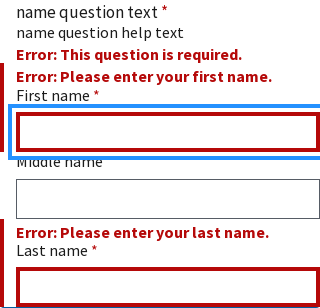 name question text *
name question help text
Error: This question is required.
Error: Please enter your first name.
First name *
Middle name
Error: Please enter your last name.
Last name *